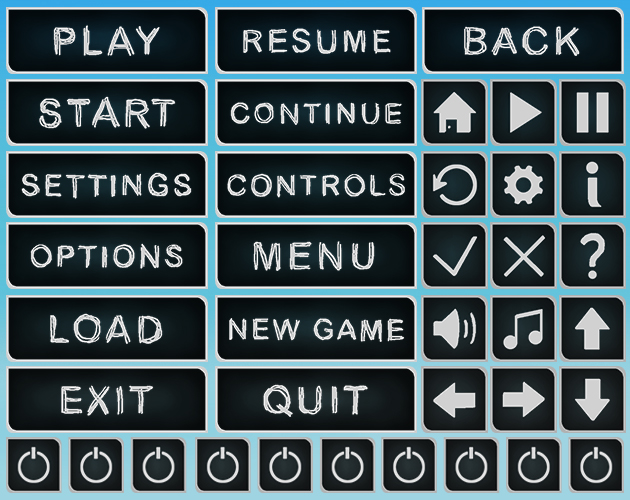 PLAY RESUME BACK
START CONTINUE
SETTINGS CONTROLS i
OPTIONS MENU ?
LOAD NEW GAME
EXIT QUIT